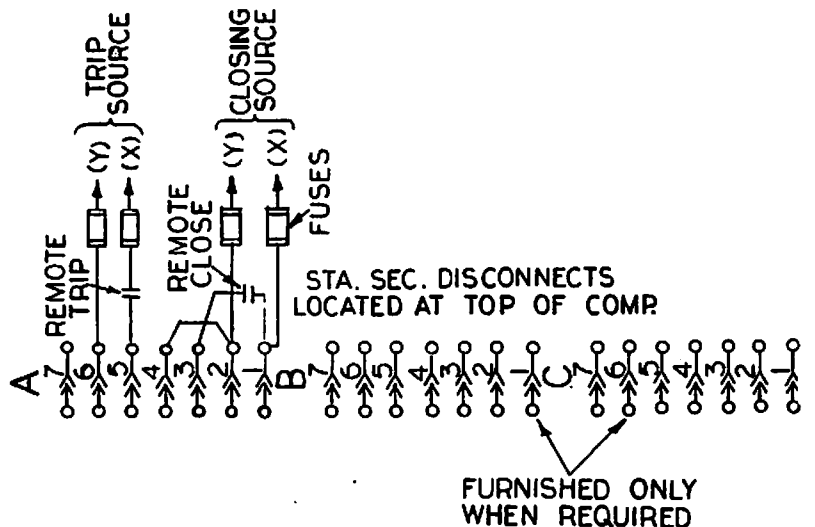 TRIP
SOURCE
(Y)
(X)
CLOSING
SOURCE
(Y)
(X)
FUSES
REMOTE
TRIP
REMOTE
CLOSE
STA. SEC. DISCONNECTS
LOCATED AT TOP OF COMP.
A
7
6
5
4
3
2
1
B
7
6
5
4
3
2
1
C
7
6
5
4
3
2
1
FURNISHED ONLY
WHEN REQUIRED